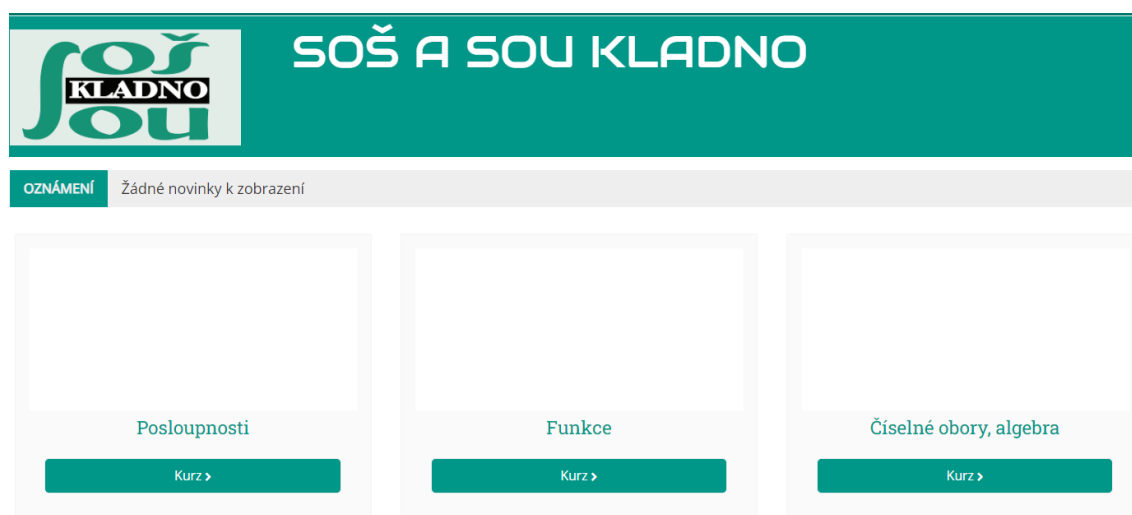 soš
KLADNO
sou
SOŠ A SOU KLADNO
OZNÁMENÍ Žádné novinky k zobrazení
Posloupnosti Funkce Číselné obory, algebra
Kurz Kurz Kurz